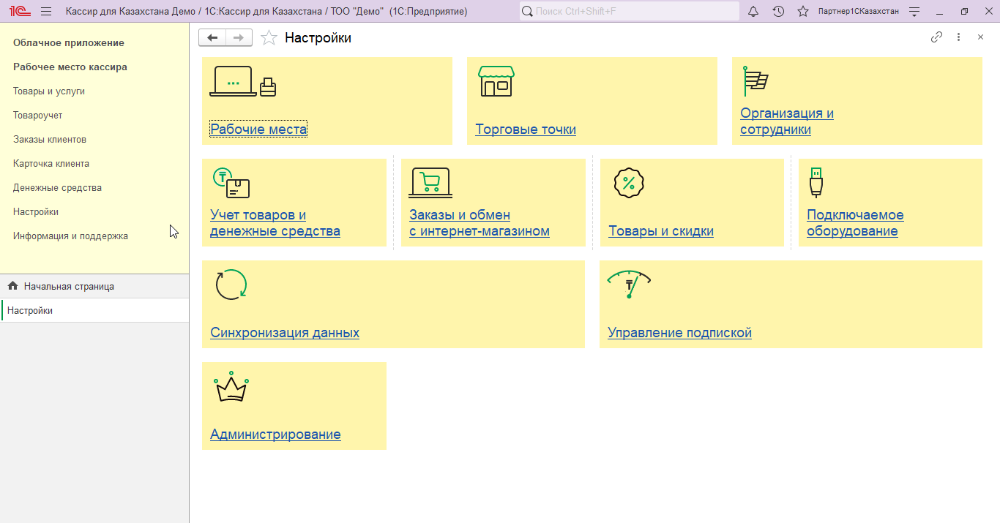 1С Кассир для Казахстана Демо / 1С:Кассир для Казахстана / ТОО "Демо" (1С:Предприятие) Поиск Ctrl+Shift+F Партнер1СКазахстан
Облачное приложение
Рабочее место кассира
Товары и услуги
Товароучет
Заказы клиентов
Карточка клиента
Денежные средства
Настройки
Информация и поддержка
Начальная страница
Настройки
Настройки
Рабочие места
Торговые точки
Организация и
сотрудники
₸
Учет товаров и
денежные средства
Заказы и обмен
с интернет-магазином
%
Товары и скидки
Подключаемое
оборудование
Синхронизация данных
₸
Управление подпиской
Администрирование